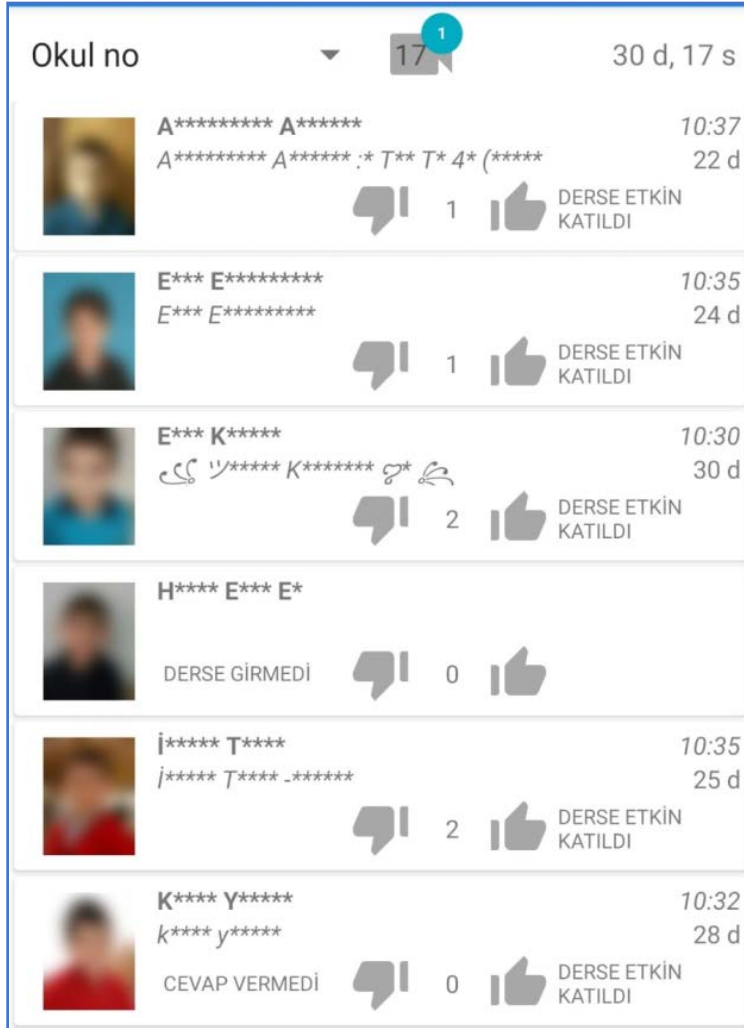 Okul no 17 1 30 d, 17 s
A********* A****** 10:37
A********* A****** :* T** T* 4* (***** 22 d
1 DERSE ETKİN
KATILDI
E*** E********* 10:35
E*** E********* 24 d
1 DERSE ETKİN
KATILDI
E*** K***** 10:30
ツ***** K******* ღ* 30 d
2 DERSE ETKİN
KATILDI
H**** E*** E*
DERSE GİRMEDİ 0
İ***** T**** 10:35
İ***** T**** -****** 25 d
2 DERSE ETKİN
KATILDI
K**** Y***** 10:32
k**** y***** 28 d
CEVAP VERMEDİ 0 DERSE ETKİN
KATILDI